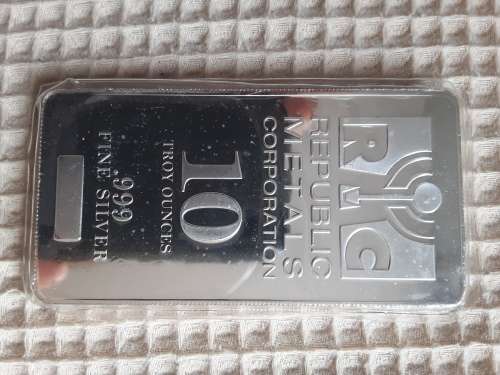 RMC
REPUBLIC
METALS
CORPORATION
10
TROY OUNCES
.999
FINE SILVER